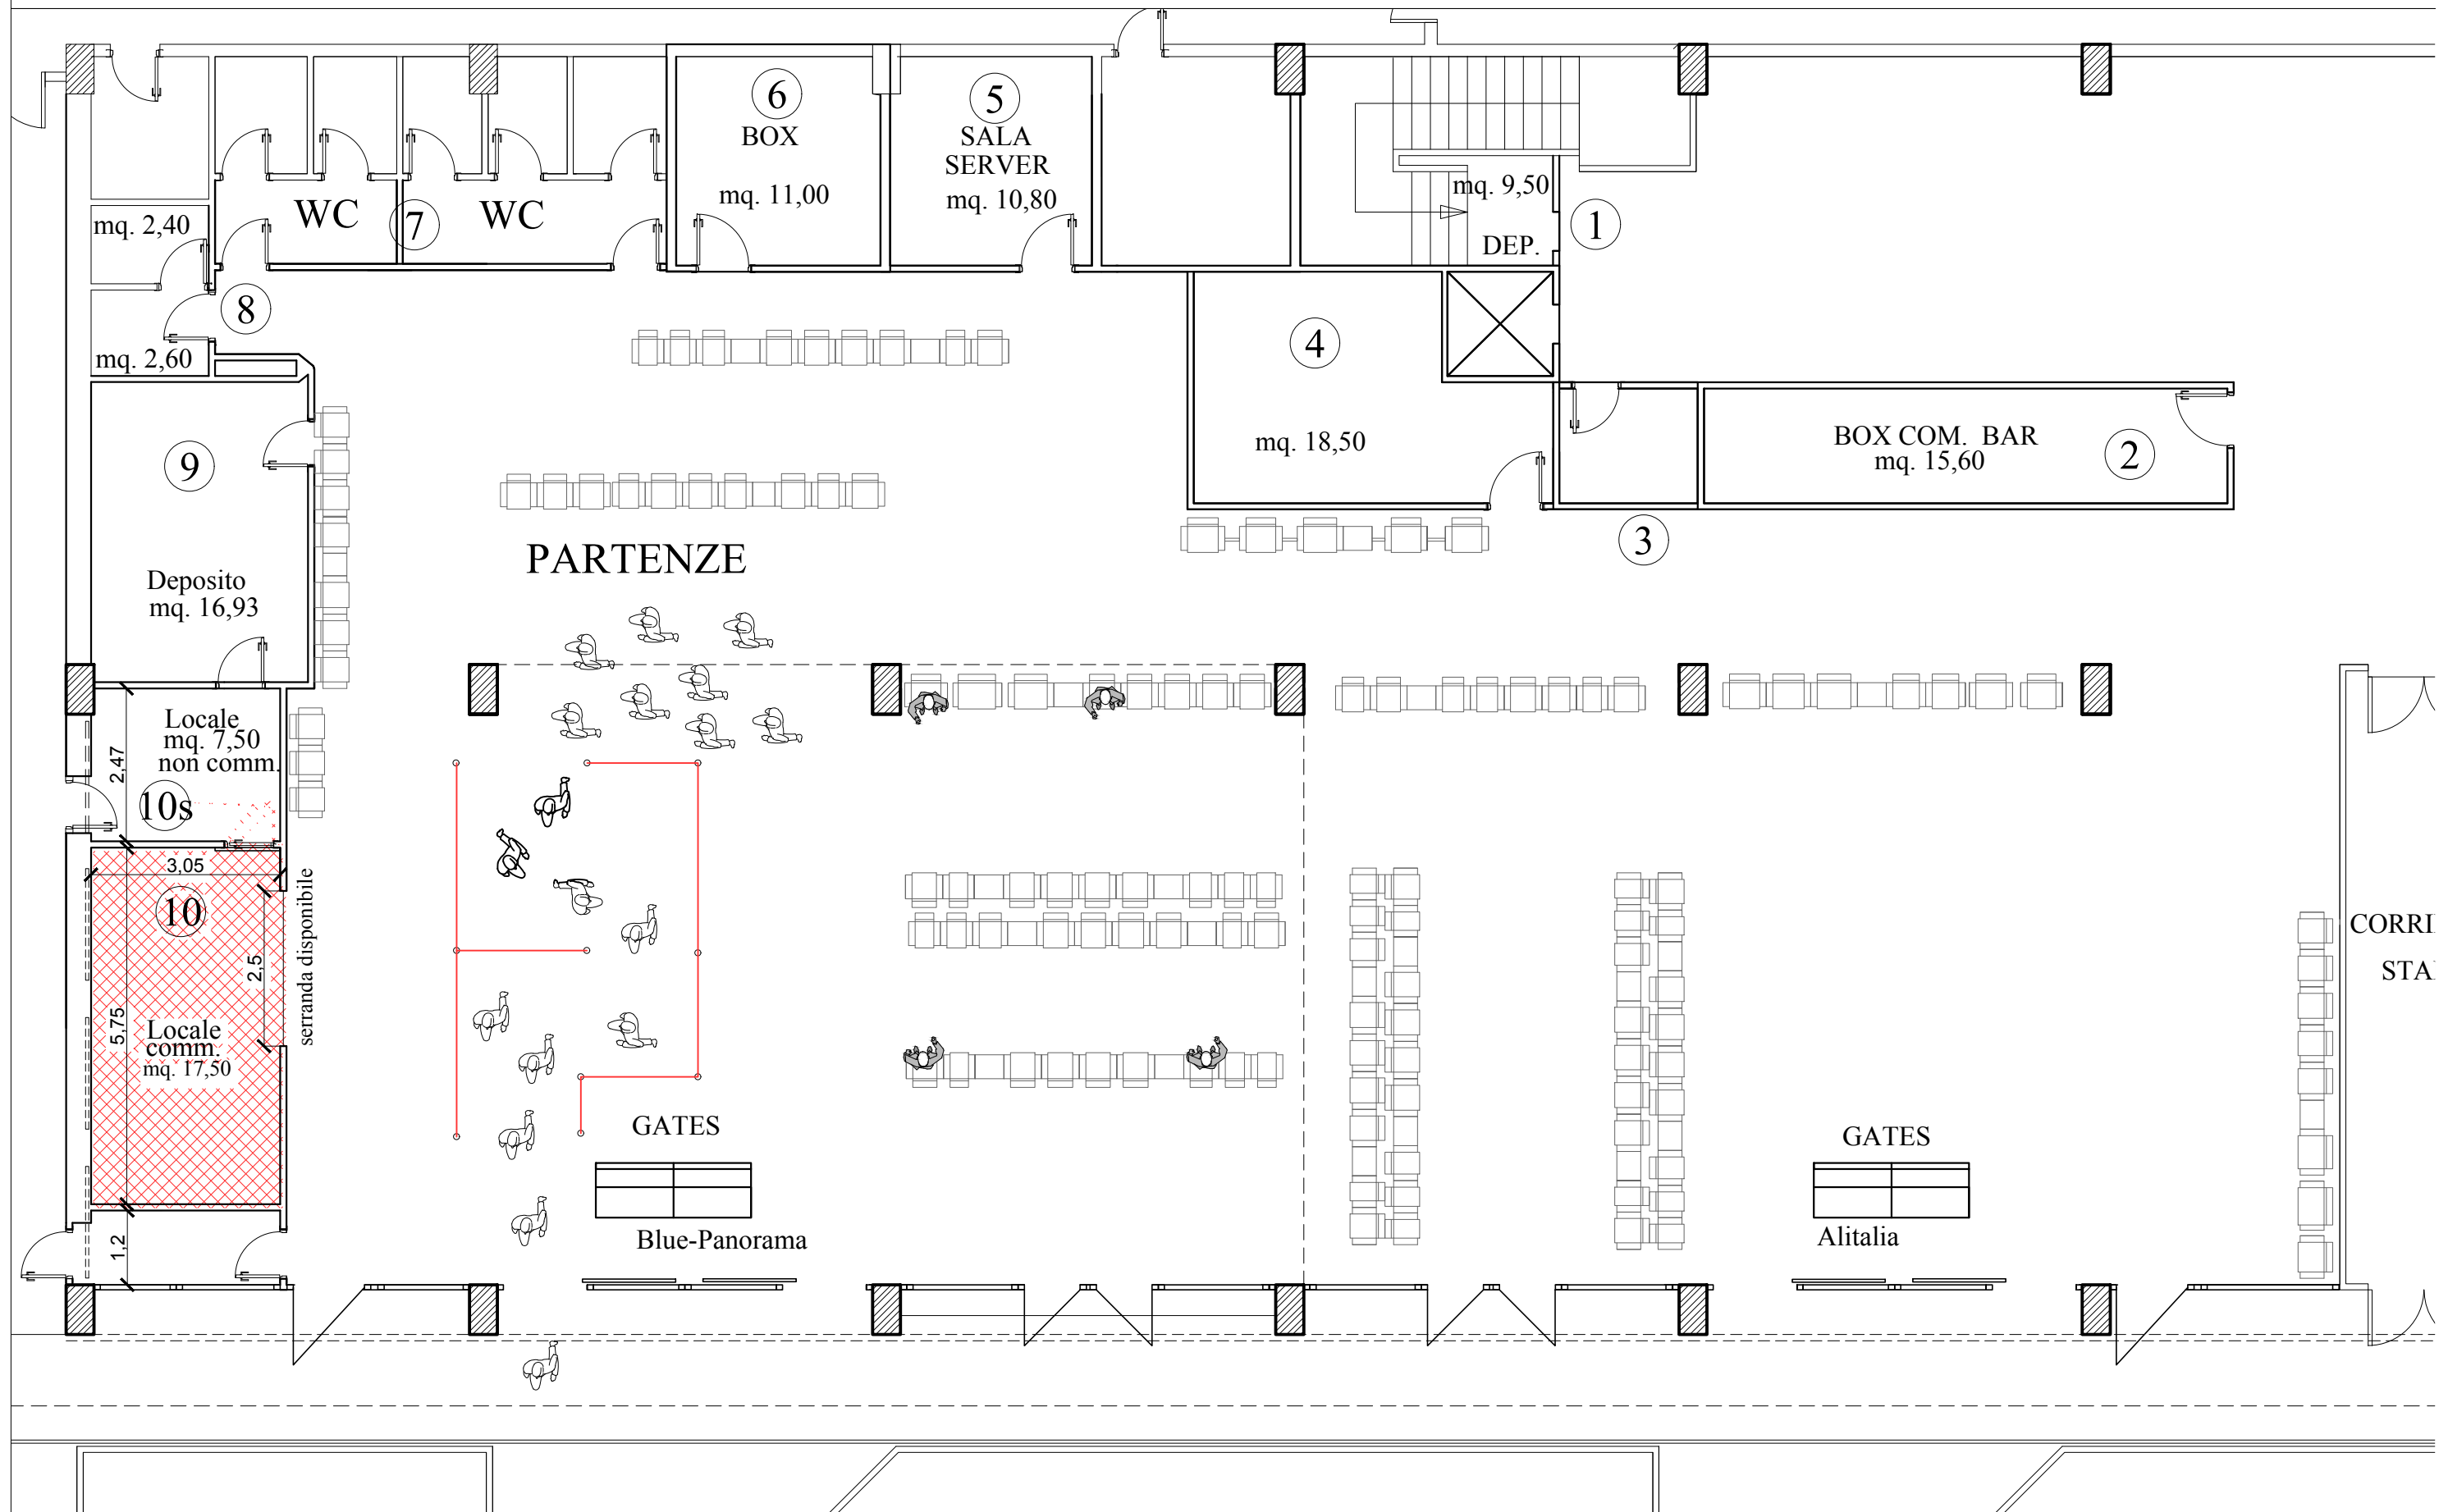 6
BOX
mq. 11,00
5
SALA
SERVER
mq. 10,80
mq. 9,50
DEP.
1
WC
7
WC
mq. 2,40
8
mq. 2,60
4
mq. 18,50
BOX COM. BAR
mq. 15,60
2
3
9
Deposito
mq. 16,93
PARTENZE
Locale
mq. 7,50
non comm.
2,47
10s
3,05
10
2,5
serranda disponibile
5,75
Locale
comm.
mq. 17,50
1,2
GATES
Blue-Panorama
GATES
Alitalia
CORRI
STA